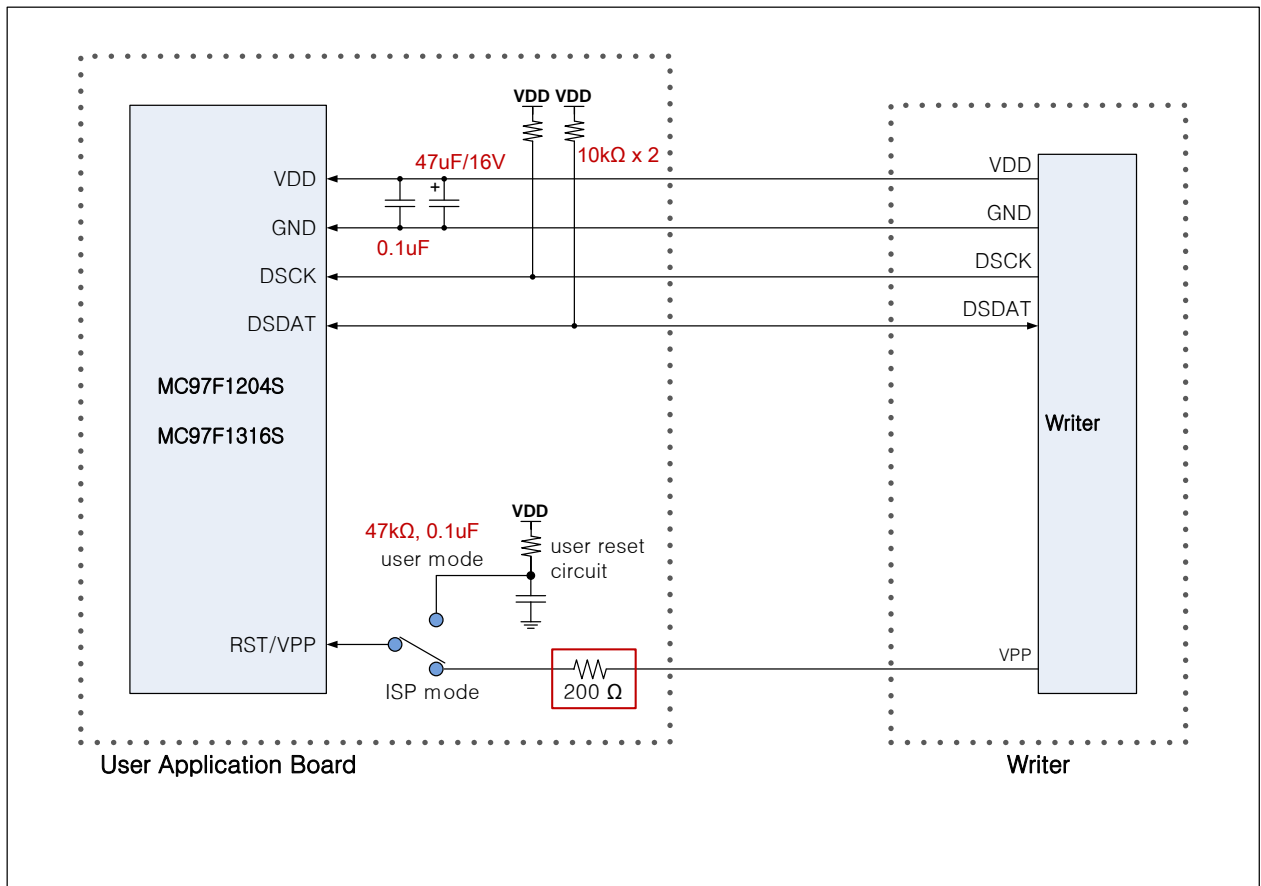 VDD VDD
10kΩ x 2
47uF/16V
VDD
+
GND
0.1uF
DSCK
DSDAT
MC97F1204S
MC97F1316S
VDD
GND
DSCK
DSDAT
Writer
VDD
47kΩ, 0.1uF
user mode
user reset
circuit
RST/VPP
ISP mode
200 Ω
VPP
User Application Board
Writer